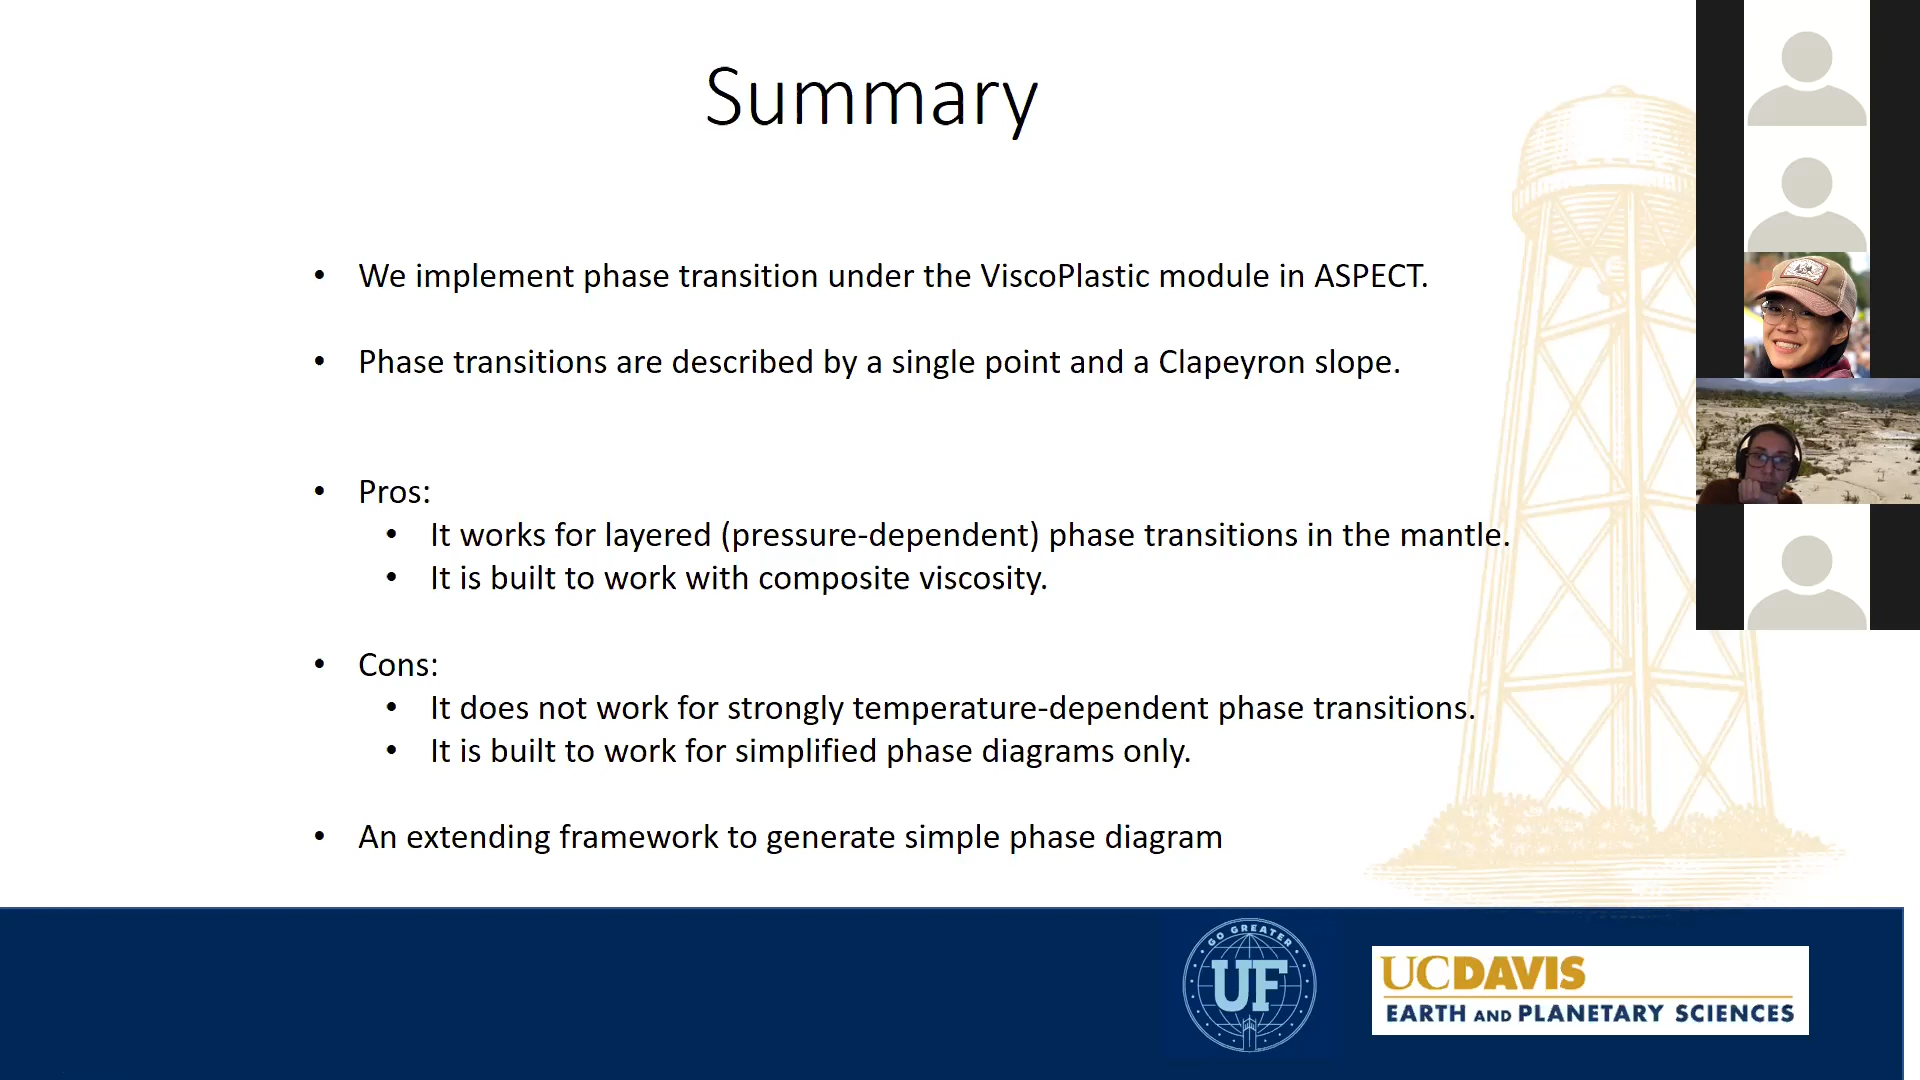 Summary
• We implement phase transition under the ViscoPlastic module in ASPECT.
• Phase transitions are described by a single point and a Clapeyron slope.
• Pros:
• It works for layered (pressure-dependent) phase transitions in the mantle.
• It is built to work with composite viscosity.
• Cons:
• It does not work for strongly temperature-dependent phase transitions.
• It is built to work for simplified phase diagrams only.
• An extending framework to generate simple phase diagram
GO GREATER
UF
UCDAVIS
EARTH AND PLANETARY SCIENCES